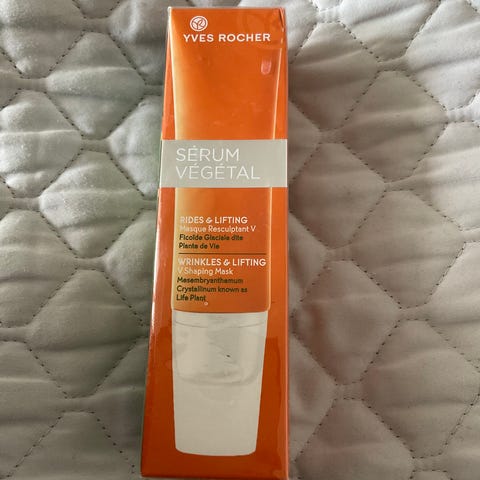 YR
YVES ROCHER
SÉRUM
VÉGÉTAL
RIDES & LIFTING
Masque Resculptant V
Ficoïde Glaciale dite
Plante de Vie
WRINKLES & LIFTING
V Shaping Mask
Mesembryanthemum
Crystallinum known as
Life Plant